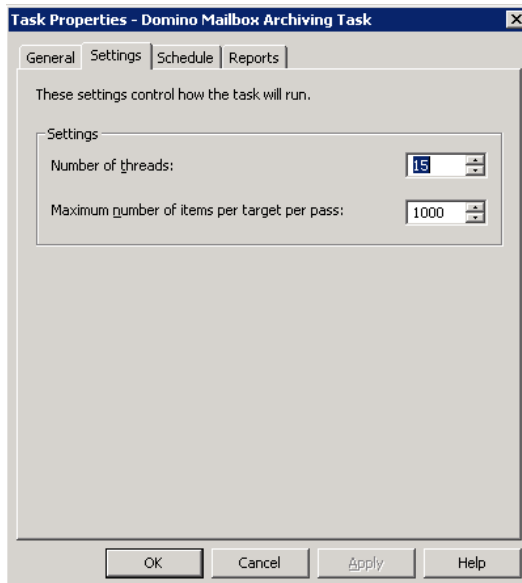 Task Properties - Domino Mailbox Archiving Task
General Settings Schedule Reports
These settings control how the task will run.
Settings
Number of threads: 15
Maximum number of items per target per pass: 1000
OK Cancel Apply Help